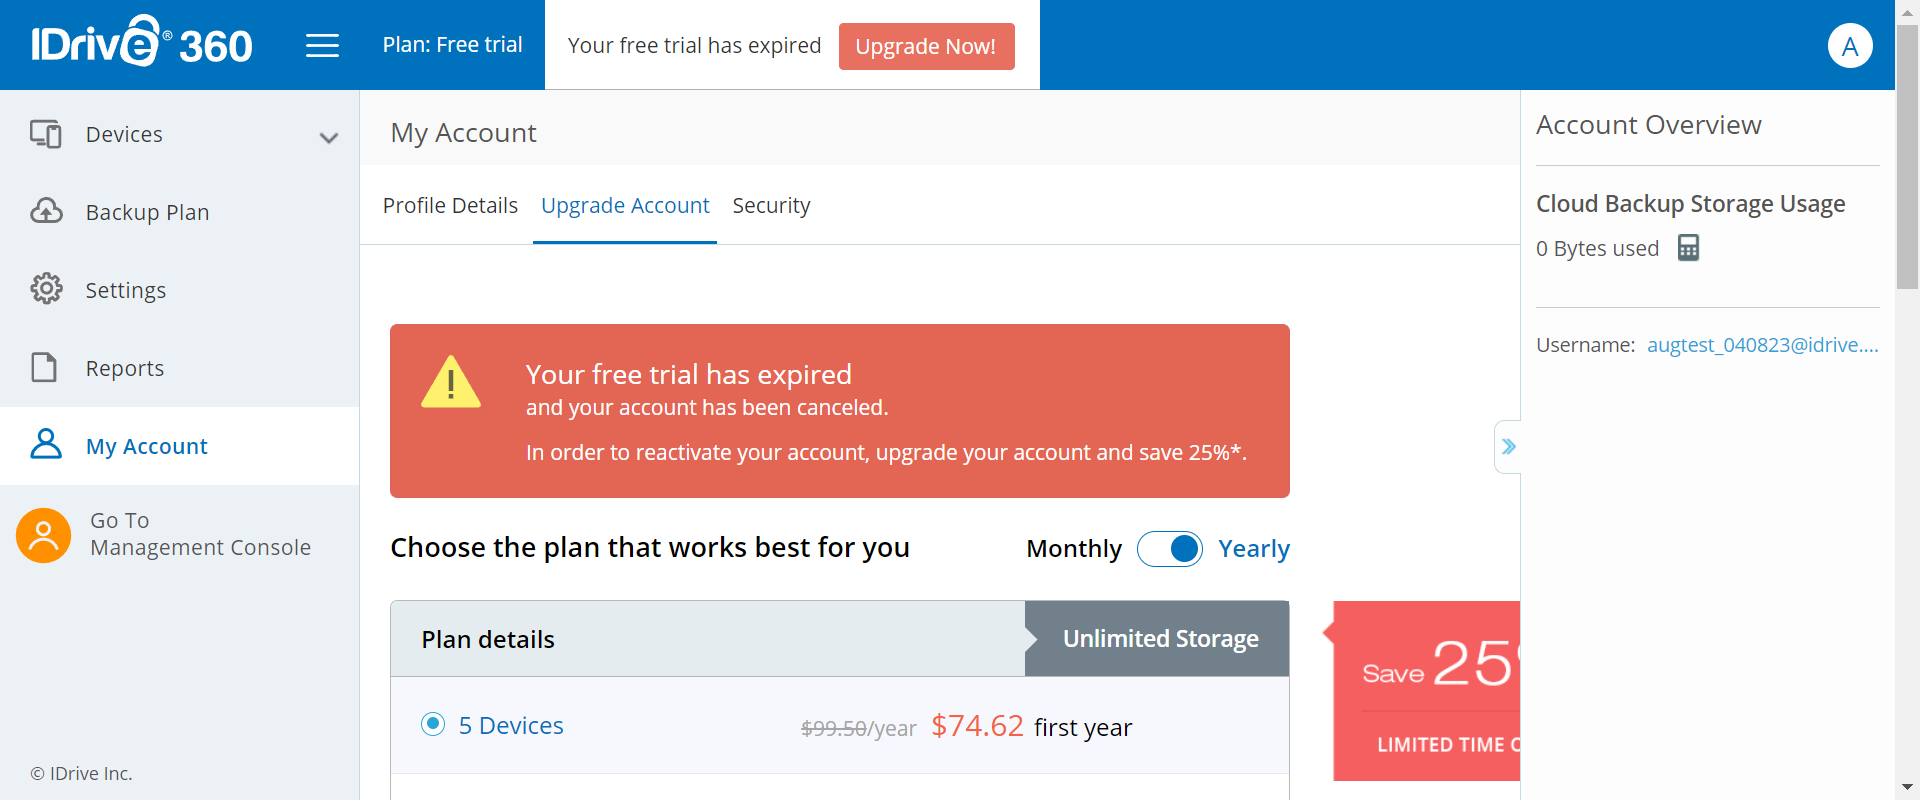 IDrive® 360
Plan: Free trial
Your free trial has expired
Upgrade Now!
A
Devices
Backup Plan
Settings
Reports
My Account
Go To
Management Console
© IDrive Inc.
My Account
Profile Details
Upgrade Account
Security
Your free trial has expired
and your account has been canceled.
In order to reactivate your account, upgrade your account and save 25%*.
Choose the plan that works best for you
Monthly
Yearly
Plan details
Unlimited Storage
5 Devices
$99.50/year $74.62 first year
Save 25
LIMITED TIME
Account Overview
Cloud Backup Storage Usage
0 Bytes used
Username: augtest_040823@idrive....